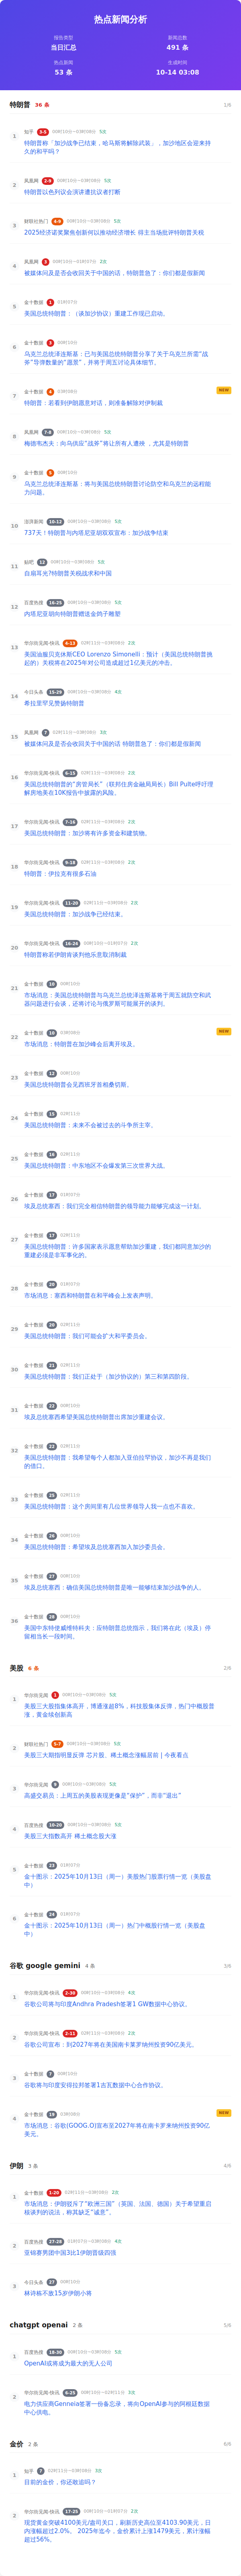 热点新闻分析
报告类型
当日汇总
新闻总数
491 条
热点新闻
53 条
生成时间
10-14 03:08
特朗普 36 条 1/6
1 知乎 3-5 00时10分~03时08分 5次
特朗普称「加沙战争已结束，哈马斯将解除武装」，加沙地区会迎来持
久的和平吗？
2 凤凰网 2-9 00时10分~03时08分 5次
特朗普以色列议会演讲遭抗议者打断
3 财联社热门 4-9 00时10分~03时08分 5次
2025经济诺奖聚焦创新何以推动经济增长 得主当场批评特朗普关税
4 凤凰网 3 00时10分~01时07分 2次
被媒体问及是否会收回关于中国的话，特朗普急了：你们都是假新闻
5 金十数据 1 01时07分
美国总统特朗普：（谈加沙协议）重建工作现已启动。
6 金十数据 3 00时10分
乌克兰总统泽连斯基：已与美国总统特朗普分享了关于乌克兰所需“战
斧”导弹数量的“愿景”，并将于周五讨论具体细节。
7 金十数据 4 03时08分 NEW
特朗普：若看到伊朗愿意对话，则准备解除对伊制裁
8 凤凰网 7-8 00时10分~03时08分 5次
梅德韦杰夫：向乌供应“战斧”将让所有人遭殃 ，尤其是特朗普
9 金十数据 5 00时10分
乌克兰总统泽连斯基：将与美国总统特朗普讨论防空和乌克兰的远程能
力问题。
10 澎湃新闻 10-13 00时10分~03时08分 5次
737天！特朗普与内塔尼亚胡双双宣布：加沙战争结束
11 贴吧 12 00时10分~03时08分 5次
自扇耳光?特朗普关税战求和中国
12 百度热搜 16-25 00时10分~03时08分 5次
内塔尼亚胡向特朗普赠送金鸽子雕塑
13 华尔街见闻-快讯 6-13 02时11分~03时08分 2次
美国油服贝克休斯CEO Lorenzo Simonelli：预计（美国总统特朗普挑
起的）关税将在2025年对公司造成超过1亿美元的冲击。
14 今日头条 15-29 00时10分~03时08分 4次
希拉里罕见赞扬特朗普
15 凤凰网 7 02时11分~03时08分 3次
被媒体问及是否会收回关于中国的话 特朗普急了：你们都是假新闻
16 华尔街见闻-快讯 6-15 02时11分~03时08分 2次
美国总统特朗普的“房管局长”（联邦住房金融局局长）Bill Pulte呼吁理
解房地美在10K报告中披露的风险。
17 华尔街见闻-快讯 7-16 02时11分~03时08分 2次
美国总统特朗普：加沙将有许多资金和建筑物。
18 华尔街见闻-快讯 9-18 02时11分~03时08分 2次
特朗普：伊拉克有很多石油
19 华尔街见闻-快讯 11-20 02时11分~03时08分 2次
美国总统特朗普：加沙战争已经结束。
20 华尔街见闻-快讯 16-24 00时10分~01时07分 2次
特朗普称若伊朗肯谈判他乐意取消制裁
21 金十数据 10 00时10分
市场消息：美国总统特朗普与乌克兰总统泽连斯基将于周五就防空和武
器问题进行会谈，还将讨论与俄罗斯可能展开的谈判。
22 金十数据 10 03时08分 NEW
市场消息：特朗普在加沙峰会后离开埃及。
23 金十数据 12 00时10分
美国总统特朗普会见西班牙首相桑切斯。
24 金十数据 15 02时11分
美国总统特朗普：未来不会被过去的斗争所主宰。
25 金十数据 16 02时11分
美国总统特朗普：中东地区不会爆发第三次世界大战。
26 金十数据 17 01时07分
埃及总统塞西：我们完全相信特朗普的领导能力能够完成这一计划。
27 金十数据 17 02时11分
美国总统特朗普：许多国家表示愿意帮助加沙重建，我们都同意加沙的
重建必须是非军事化的。
28 金十数据 20 01时07分
市场消息：塞西和特朗普在和平峰会上发表声明。
29 金十数据 20 02时11分
美国总统特朗普：我们可能会扩大和平委员会。
30 金十数据 21 02时11分
美国总统特朗普：我们正处于（加沙协议的）第三和第四阶段。
31 金十数据 22 00时10分
埃及总统塞西希望美国总统特朗普出席加沙重建会议。
32 金十数据 22 02时11分
美国总统特朗普：我希望每个人都加入亚伯拉罕协议，加沙不再是我们
的借口。
33 金十数据 25 02时11分
美国总统特朗普：这个房间里有几位世界领导人我一点也不喜欢。
34 金十数据 26 00时10分
美国总统特朗普：希望埃及总统塞西加入加沙委员会。
35 金十数据 27 00时10分
埃及总统塞西：确信美国总统特朗普是唯一能够结束加沙战争的人。
36 金十数据 28 00时10分
美国中东特使威维特科夫：应特朗普总统指示，我们将在此（埃及）停
留相当长一段时间。
美股 6 条 2/6
1 华尔街见闻 1 00时10分~03时08分 5次
美股三大股指集体高开，博通涨超8%，科技股集体反弹，热门中概股普
涨，黄金续创新高
2 财联社热门 5-7 00时10分~03时08分 5次
美股三大期指明显反弹 芯片股、稀土概念涨幅居前 | 今夜看点
3 华尔街见闻 9 00时10分~03时08分 5次
高盛交易员：上周五的美股表现更像是“保护”，而非“退出”
4 百度热搜 19-20 00时10分~03时08分 5次
美股三大指数高开 稀土概念股大涨
5 金十数据 23 01时07分
金十图示：2025年10月13日（周一）美股热门股票行情一览（美股盘
中）
6 金十数据 24 01时07分
金十图示：2025年10月13日（周一）热门中概股行情一览（美股盘
中）
谷歌 google gemini 4 条 3/6
1 华尔街见闻-快讯 2-30 00时10分~03时08分 4次
谷歌公司将与印度Andhra Pradesh签署1 GW数据中心协议。
2 华尔街见闻-快讯 2-11 02时11分~03时08分 2次
谷歌公司宣布：到2027年将在美国南卡莱罗纳州投资90亿美元。
3 金十数据 7 00时10分
谷歌将与印度安得拉邦签署1吉瓦数据中心合作协议。
4 金十数据 19 03时08分 NEW
市场消息：谷歌(GOOG.O)宣布至2027年将在南卡罗来纳州投资90亿
美元。
伊朗 3 条 4/6
1 金十数据 1-20 02时11分~03时08分 2次
市场消息：伊朗驳斥了“欧洲三国”（英国、法国、德国）关于希望重启
核谈判的说法，称其缺乏“诚意”。
2 百度热搜 27-29 01时07分~03时08分 4次
亚锦赛男团中国3比1伊朗晋级四强
3 今日头条 27 00时10分
林诗栋不敌15岁伊朗小将
chatgpt openai 2 条 5/6
1 百度热搜 18-30 00时10分~03时08分 5次
OpenAI或将成为最大的无人公司
2 华尔街见闻-快讯 6-25 00时10分~02时11分 3次
电力供应商Genneia签署一份备忘录，将向OpenAI参与的阿根廷数据
中心供电。
金价 2 条 6/6
1 知乎 7 02时11分~03时08分 3次
目前的金价，你还敢追吗？
2 华尔街见闻-快讯 17-25 00时10分~01时07分 2次
现货黄金突破4100美元/盎司关口，刷新历史高位至4103.90美元，日
内涨幅超过2.0%。 2025年迄今，金价累计上涨1479美元，累计涨幅
超过56%。